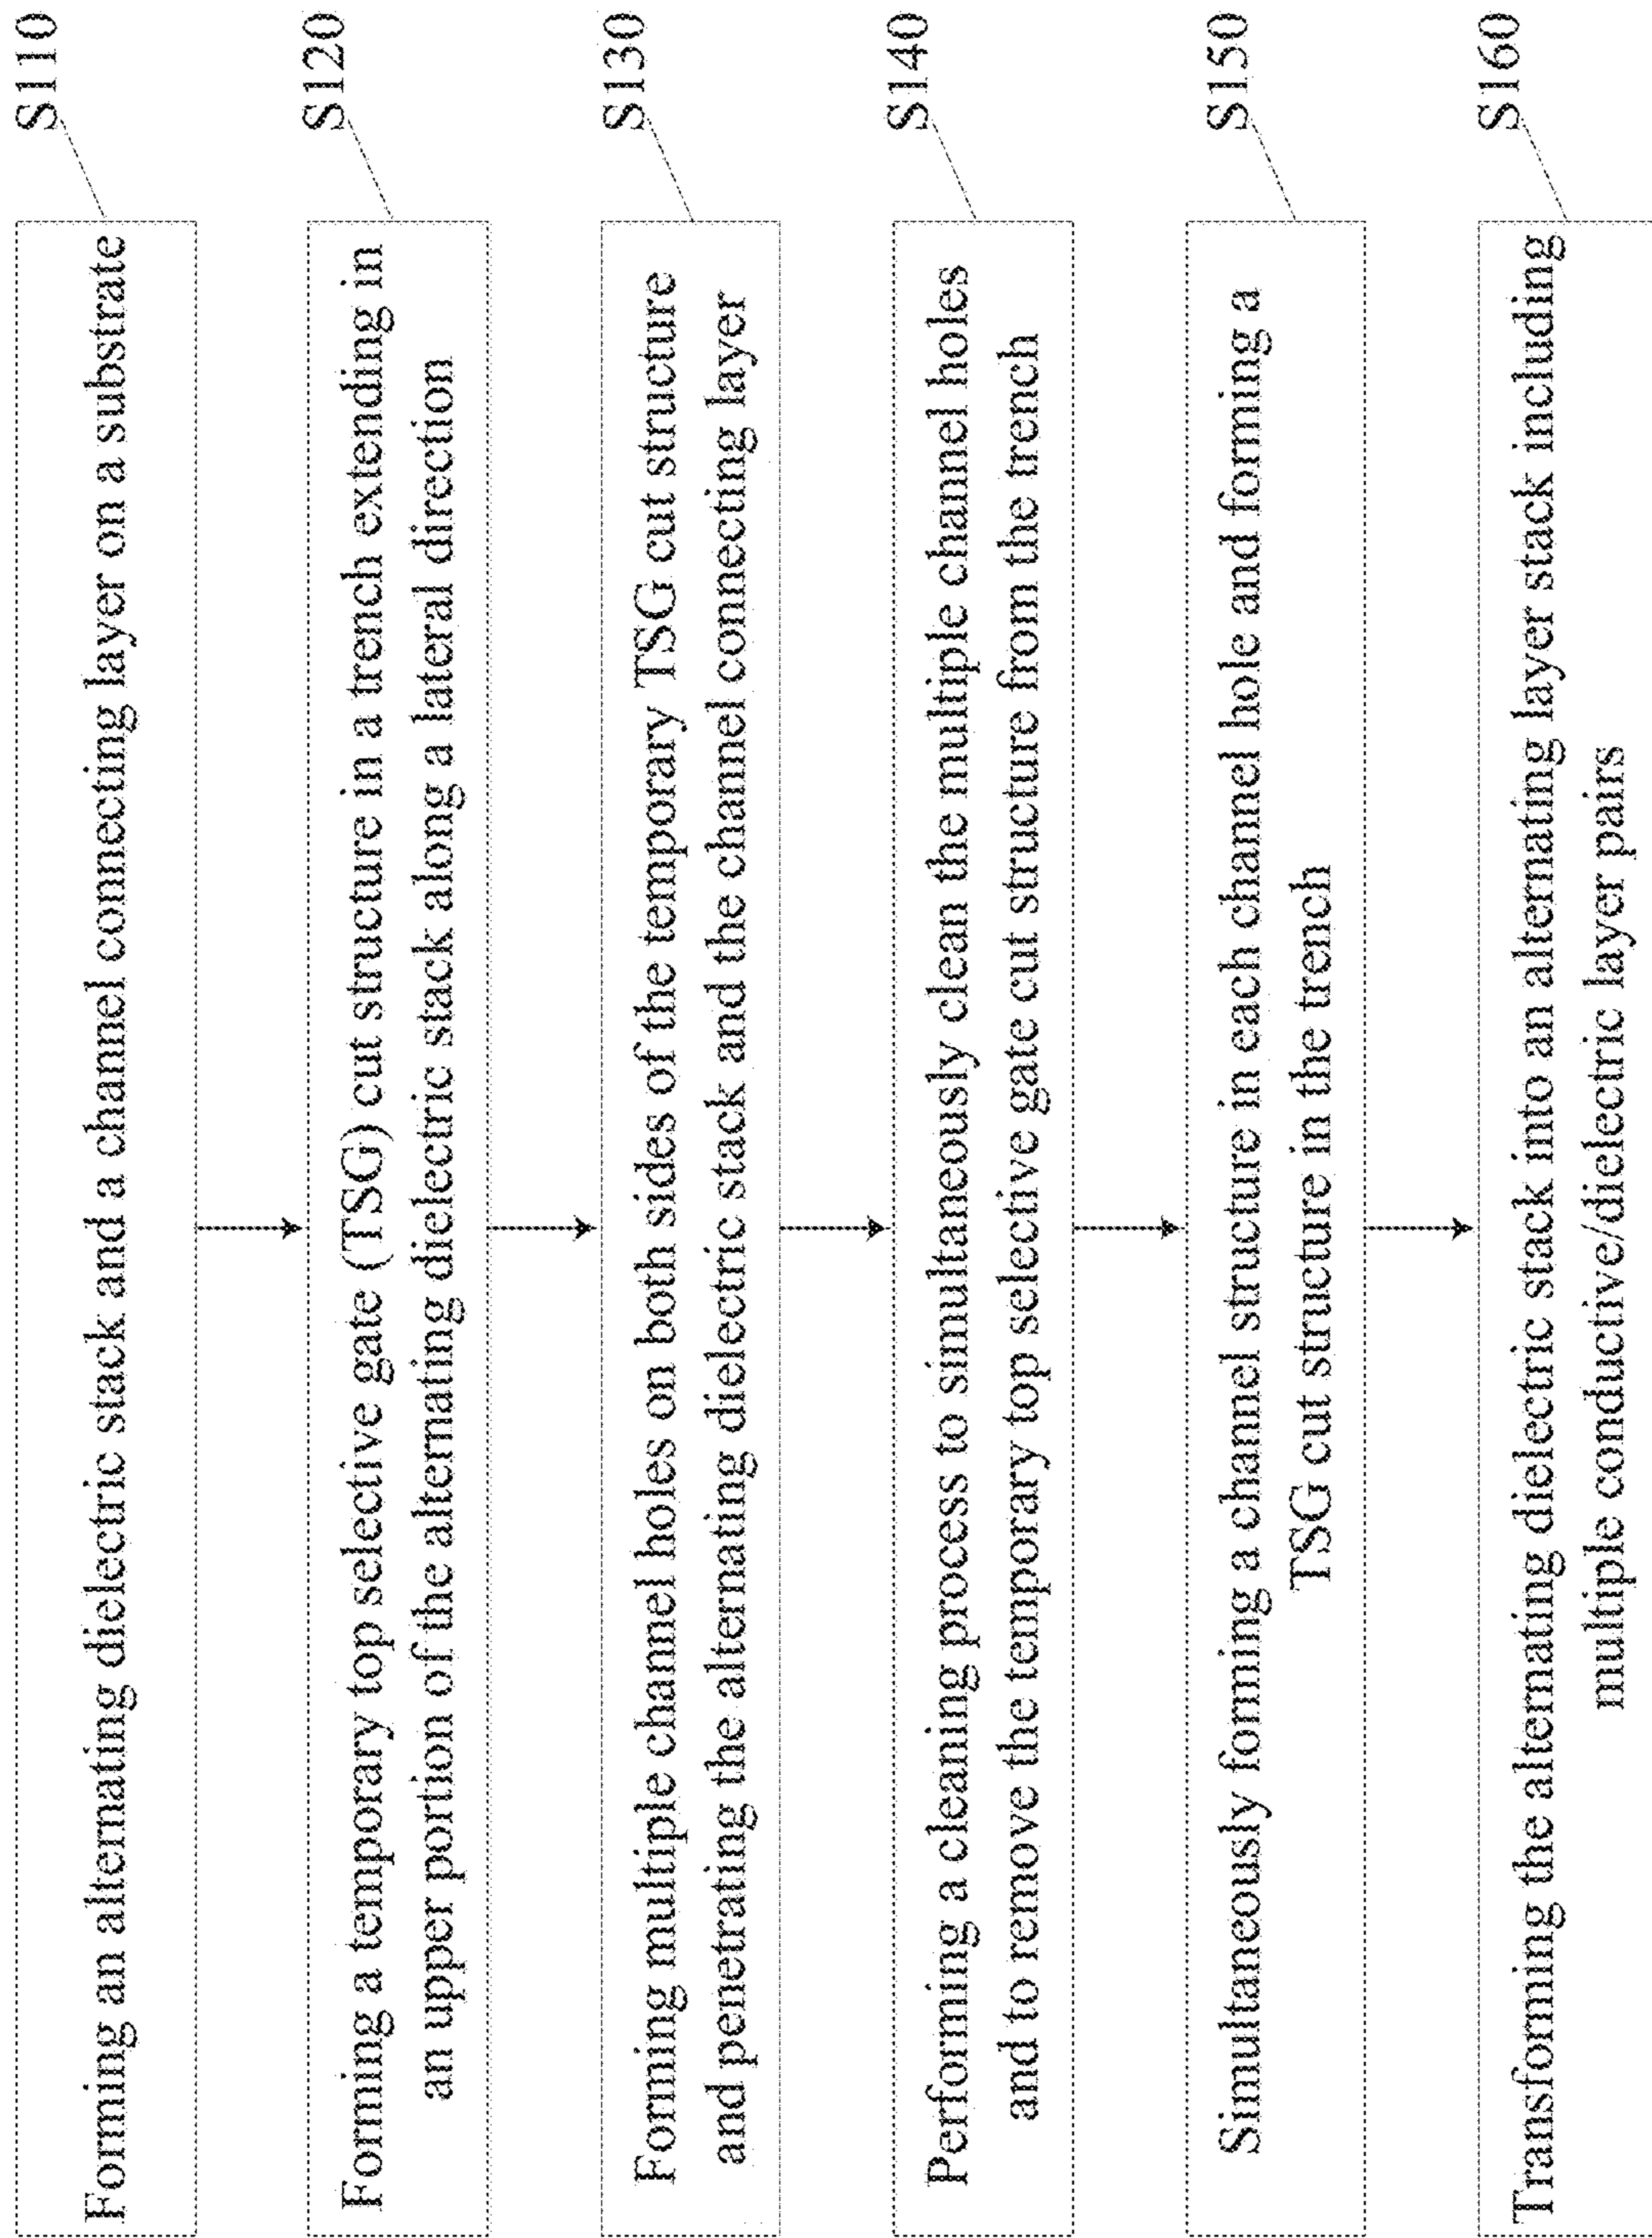 S110
Forming an alternating dielectric stack and a channel connecting layer on a substrate
S120
Forming a temporary top selective gate (TSG) cut structure in a trench extending in
an upper portion of the alternating dielectric stack along a lateral direction
S130
Forming multiple channel holes on both sides of the temporary TSG cut structure
and penetrating the alternating dielectric stack and the channel connecting layer
S140
Performing a cleaning process to simultaneously clean the multiple channel holes
and to remove the temporary top selective gate cut structure from the trench
S150
Simultaneously forming a channel structure in each channel hole and forming a
TSG cut structure in the trench
S160
Transforming the alternating dielectric stack into an alternating layer stack including
multiple conductive/dielectric layer pairs